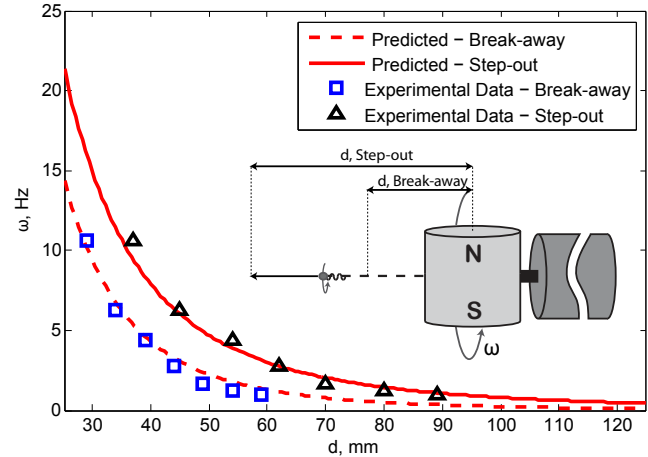 25
20
15
10
5
0
ω, Hz
Predicted – Break-away
Predicted – Step-out
Experimental Data – Break-away
Experimental Data – Step-out
d, Step-out
d, Break-away
N
S
ω
30 40 50 60 70 80 90 100 110 120
d, mm